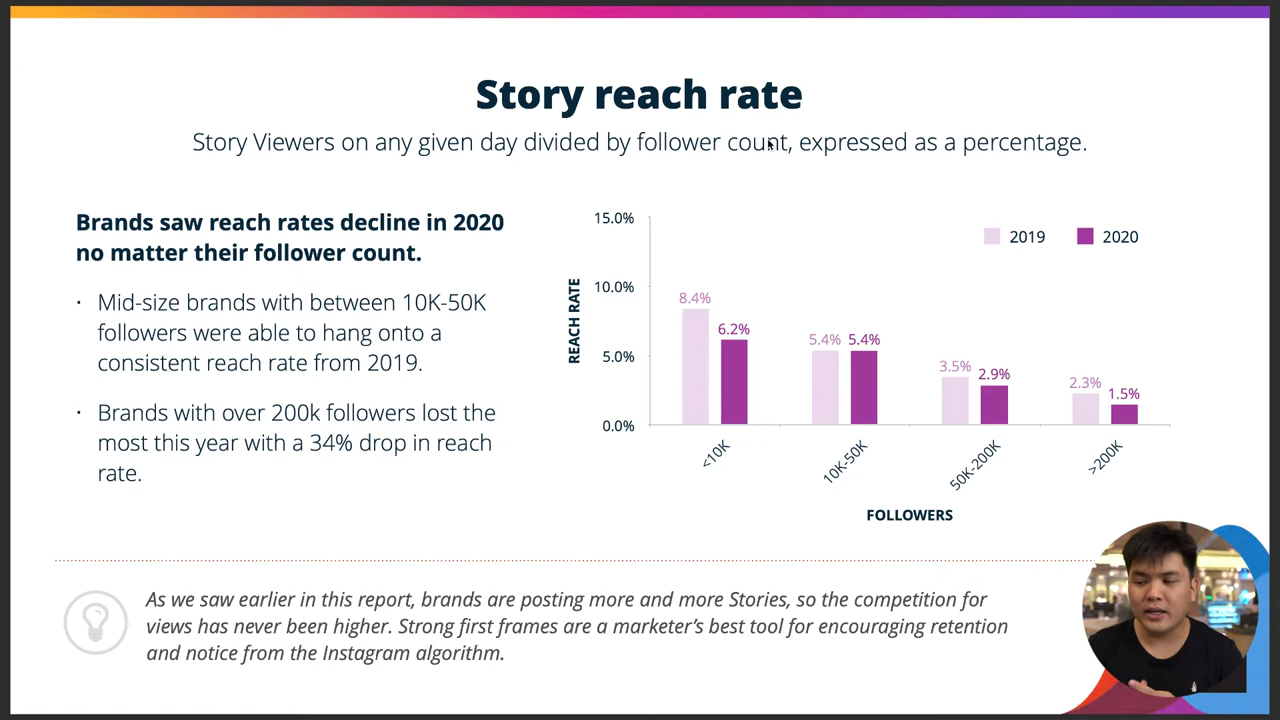 Story reach rate
Story Viewers on any given day divided by follower count, expressed as a percentage.
Brands saw reach rates decline in 2020
no matter their follower count.
· Mid-size brands with between 10K-50K
followers were able to hang onto a
consistent reach rate from 2019.
· Brands with over 200k followers lost the
most this year with a 34% drop in reach
rate.
15.0%
10.0%
5.0%
0.0%
REACH RATE
2019 2020
8.4% 6.2% 5.4% 5.4% 3.5% 2.9% 2.3% 1.5%
<10K 10K-50K 50K-200K >200K
FOLLOWERS
As we saw earlier in this report, brands are posting more and more Stories, so the competition for
views has never been higher. Strong first frames are a marketer's best tool for encouraging retention
and notice from the Instagram algorithm.